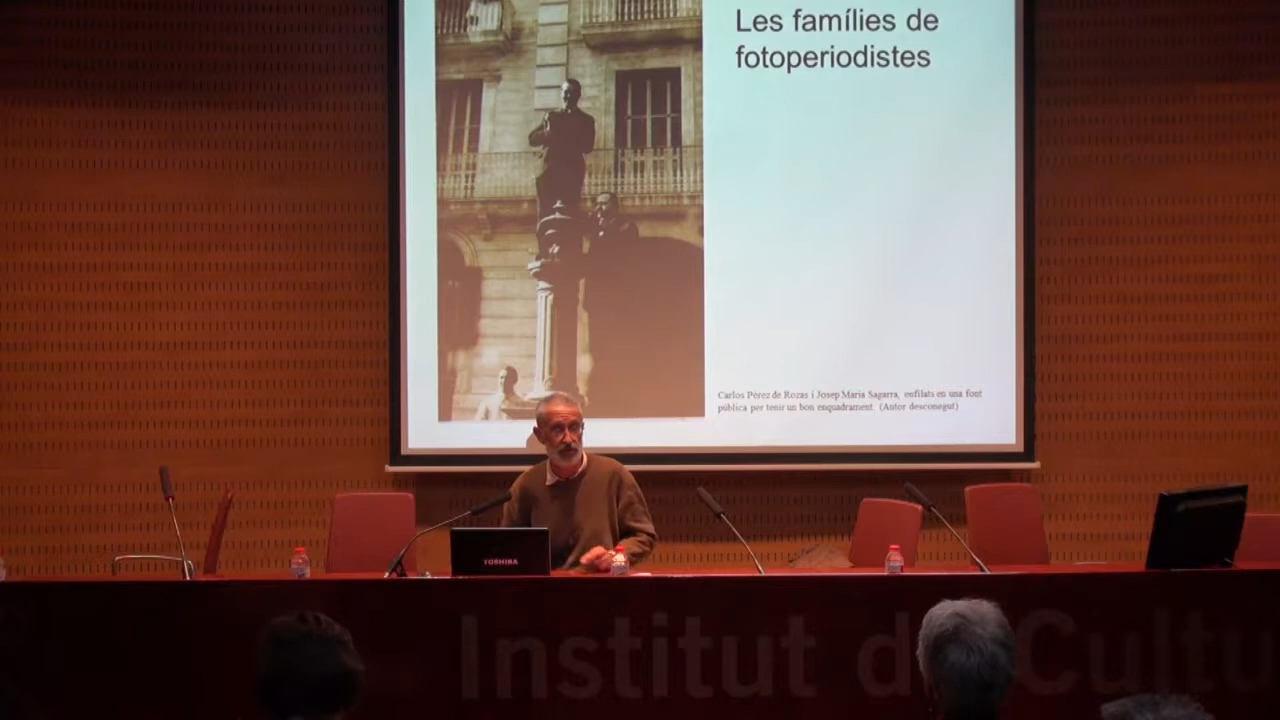 Les famílies de
fotoperiodistes
Carlos Pérez de Rozas i Josep Maria Sagarra, enfilats en una font
pública per tenir un bon enquadrament. (Autor desconegut)
TOSHIBA
Institut de Cultu